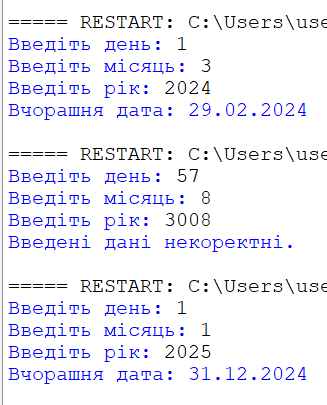 ===== RESTART: C:\Users\use
Введіть день: 1
Введіть місяць: 3
Введіть рік: 2024
Вчорашня дата: 29.02.2024
===== RESTART: C:\Users\use
Введіть день: 57
Введіть місяць: 8
Введіть рік: 3008
Введені дані некоректні.
===== RESTART: C:\Users\use
Введіть день: 1
Введіть місяць: 1
Введіть рік: 2025
Вчорашня дата: 31.12.2024